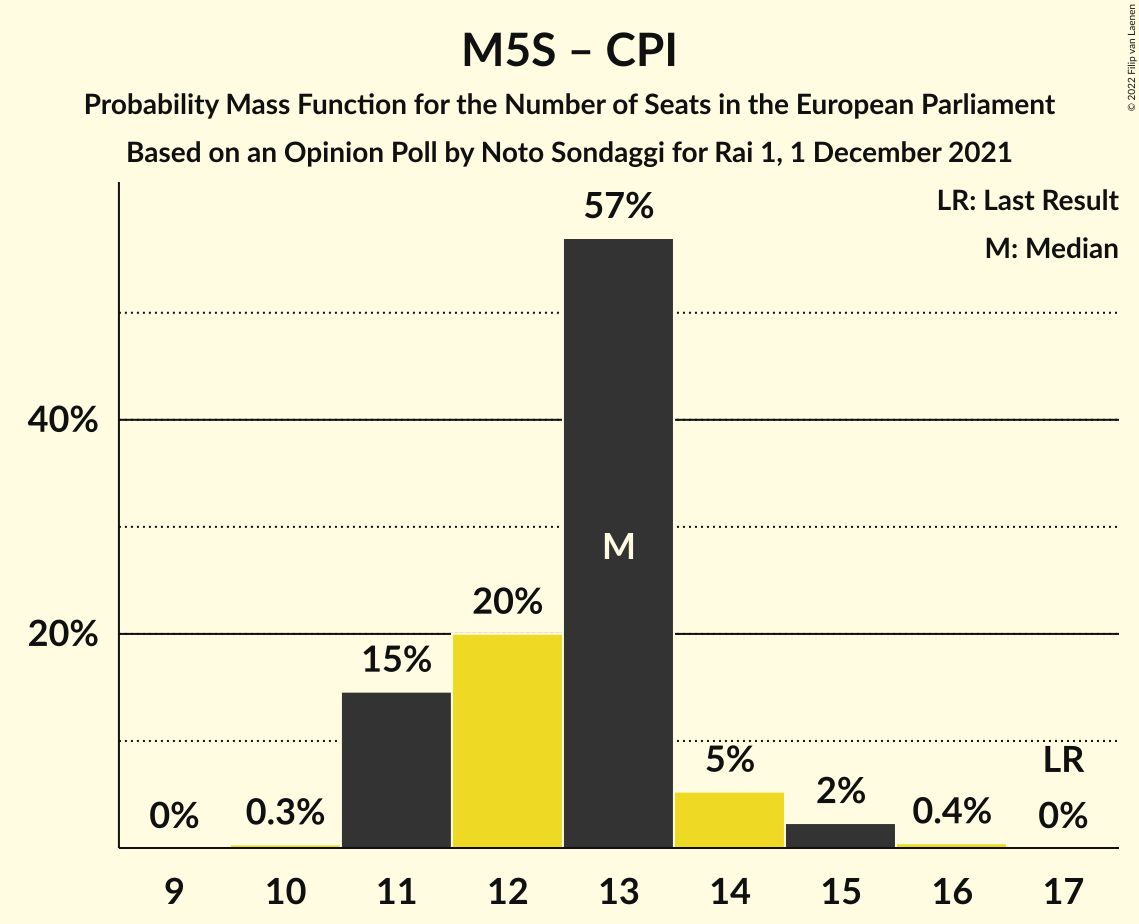 M5S – CPI
Probability Mass Function for the Number of Seats in the European Parliament
Based on an Opinion Poll by Noto Sondaggi for Rai 1, 1 December 2021
© 2022 Filip van Laenen
LR: Last Result
M: Median
57%
40%
M
20%
20%
15%
5%
LR
2%
0%
0.3%
0.4%
0%
9 10 11 12 13 14 15 16 17